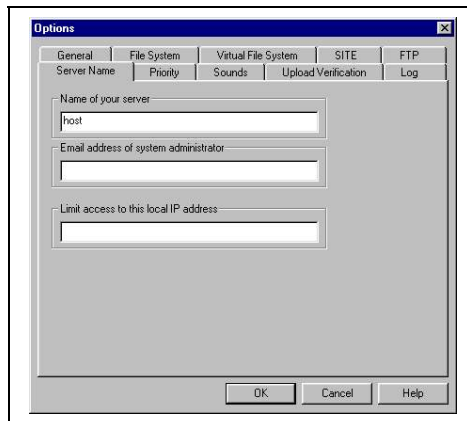 Options
General File System Virtual File System SITE FTP
Server Name Priority Sounds Upload Verification Log
Name of your server
host
Email address of system administrator
Limit access to this local IP address
OK Cancel Help